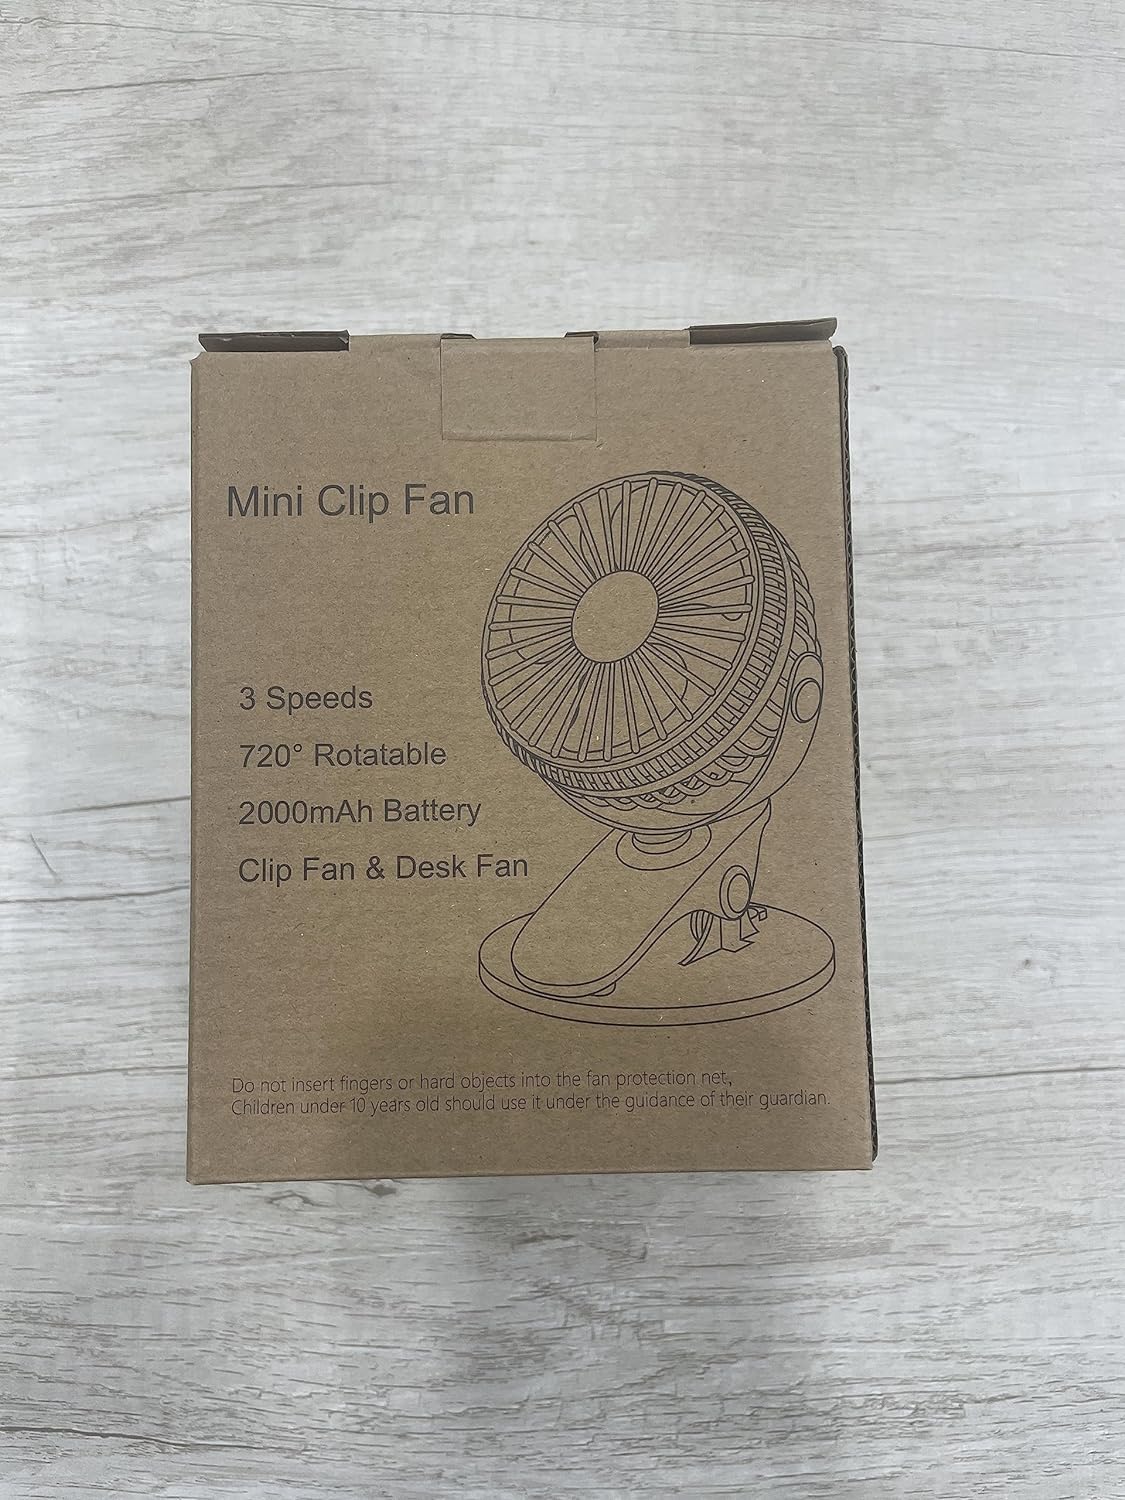 Mini Clip Fan
3 Speeds
720° Rotatable
2000mAh Battery
Clip Fan & Desk Fan
Do not insert fingers or hard objects into the fan protection net,
Children under 10 years old should use it under the guidance of their guardian.